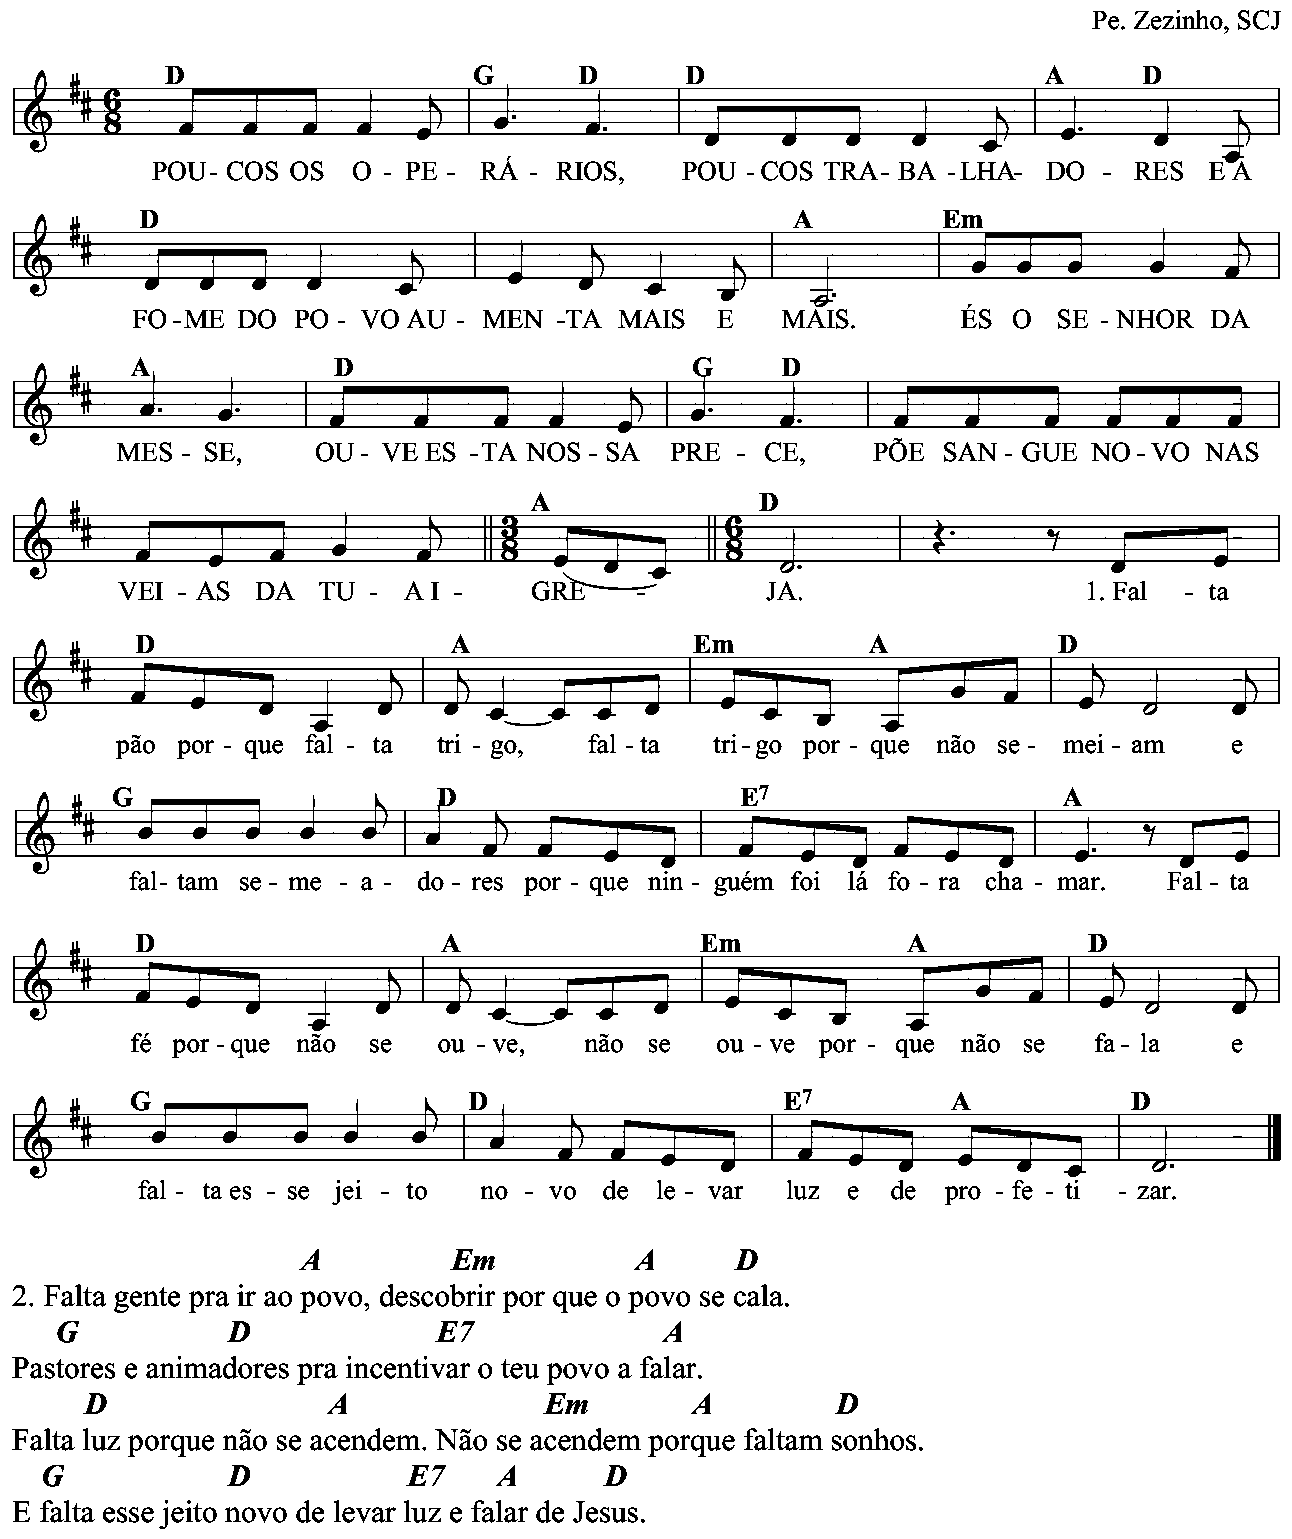 Pe. Zezinho, SCJ
D G D D A D
6 8
POU - COS OS O - PE - RÁ - RIOS, POU - COS TRA - BA - LHA - DO - RES E A
D A Em
FO - ME DO PO - VO AU - MEN - TA MAIS E MAIS. ÉS O SE - NHOR DA
A D G D
MES - SE, OU - VE ES - TA NOS - SA PRE - CE, PÕE SAN - GUE NO - VO NAS
A D
3 8 6 8
VEI - AS DA TU - A I - GRE - JA. 1. Fal - ta
D A Em A D
pão por - que fal - ta tri - go, fal - ta tri - go por - que não se - mei - am e
G D E7 A
fal - tam se - me - a - do - res por - que nin - guém foi lá fo - ra cha - mar. Fal - ta
D A Em A D
fé por - que não se ou - ve, não se ou - ve por - que não se fa - la e
G D E7 A D
fal - ta es - se jei - to no - vo de le - var luz e de pro - fe - ti - zar.
A Em A D
2. Falta gente pra ir ao povo, descobrir por que o povo se cala.
G D E7 A
Pastores e animadores pra incentivar o teu povo a falar.
D A Em A D
Falta luz porque não se acendem. Não se acendem porque faltam sonhos.
G D E7 A D
E falta esse jeito novo de levar luz e falar de Jesus.